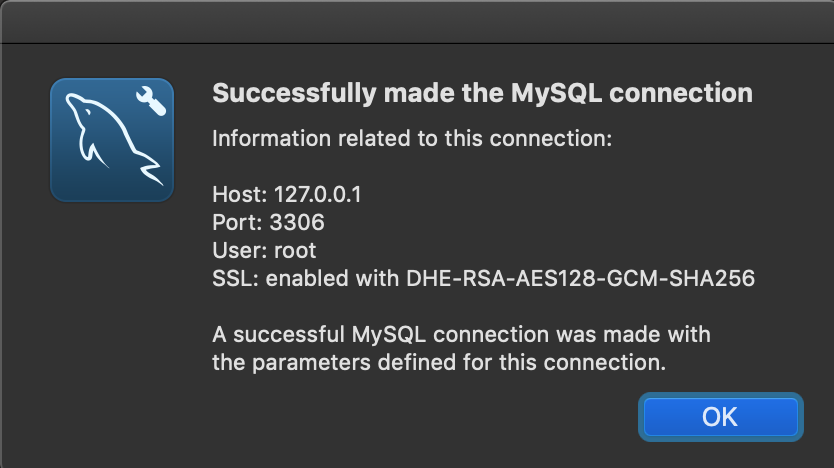 Successfully made the MySQL connection
Information related to this connection:
Host: 127.0.0.1
Port: 3306
User: root
SSL: enabled with DHE-RSA-AES128-GCM-SHA256
A successful MySQL connection was made with
the parameters defined for this connection.
OK